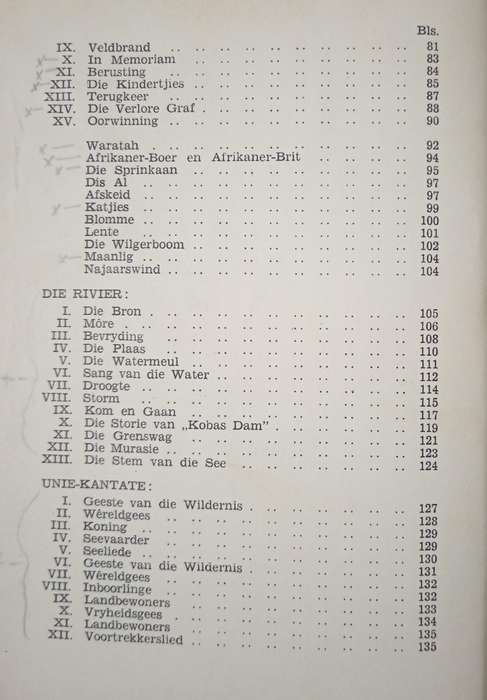 Bls.
IX. Veldbrand .. .. .. .. .. .. .. .. .. .. 81
X. In Memoriam .. .. .. .. .. .. .. .. .. 83
XI. Berusting .. .. .. .. .. .. .. .. .. .. 84
XII. Die Kindertjies .. .. .. .. .. .. .. .. .. 85
XIII. Terugkeer .. .. .. .. .. .. .. .. .. .. 87
XIV. Die Verlore Graf . .. .. .. .. .. .. .. .. 88
XV. Oorwinning .. .. .. .. .. .. .. .. .. .. 90
Waratah . .. .. .. .. .. .. .. .. .. .. .. 92
Afrikaner-Boer en Afrikaner-Brit .. .. .. .. .. 94
Die Sprinkaan .. .. .. .. .. .. .. .. .. 95
Dis Al .. .. .. .. .. .. .. .. .. .. .. 97
Afskeid .. .. .. .. .. .. .. .. .. .. .. 97
Katjies .. .. .. .. .. .. .. .. .. .. .. 99
Blomme .. .. .. .. .. .. .. .. .. .. .. 100
Lente .. .. .. .. .. .. .. .. .. .. .. 101
Die Wilgerboom .. .. .. .. .. .. .. .. .. 102
Maanlig .. .. .. .. .. .. .. .. .. .. .. 104
Najaarswind .. .. .. .. .. .. .. .. .. .. 104
DIE RIVIER:
I. Die Bron . .. .. .. .. .. .. .. .. .. .. 105
II. Môre . .. .. .. .. .. .. .. .. .. .. .. 106
III. Bevryding .. .. .. .. .. .. .. .. .. .. 108
IV. Die Plaas .. .. .. .. .. .. .. .. .. .. 110
V. Die Watermeul .. .. .. .. .. .. .. .. .. 111
VI. Sang van die Water .. .. .. .. .. .. .. .. 112
VII. Droogte .. .. .. .. .. .. .. .. .. .. .. 114
VIII. Storm .. .. .. .. .. .. .. .. .. .. .. 115
IX. Kom en Gaan .. .. .. .. .. .. .. .. .. 117
X. Die Storie van „Kobas Dam” . .. .. .. .. .. 119
XI. Die Grenswag .. .. .. .. .. .. .. .. .. 121
XII. Die Murasie .. .. .. .. .. .. .. .. .. .. 123
XIII. Die Stem van die See .. .. .. .. .. .. .. 124
UNIE-KANTATE:
I. Geeste van die Wildernis . .. .. .. .. .. .. 127
II. Wêreldgees .. .. .. .. .. .. .. .. .. .. 128
III. Koning .. .. .. .. .. .. .. .. .. .. .. 129
IV. Seevaarder .. .. .. .. .. .. .. .. .. .. 129
V. Seeliede .. .. .. .. .. .. .. .. .. .. .. 130
VI. Geeste van die Wildernis . .. .. .. .. .. .. 131
VII. Wêreldgees .. .. .. .. .. .. .. .. .. .. 132
VIII. Inboorlinge .. .. .. .. .. .. .. .. .. .. 132
IX. Landbewoners .. .. .. .. .. .. .. .. .. 133
X. Vryheidsgees . .. .. .. .. .. .. .. .. .. 134
XI. Landbewoners .. .. .. .. .. .. .. .. .. 135
XII. Voortrekkerslied .. .. .. .. .. .. .. .. .. 135